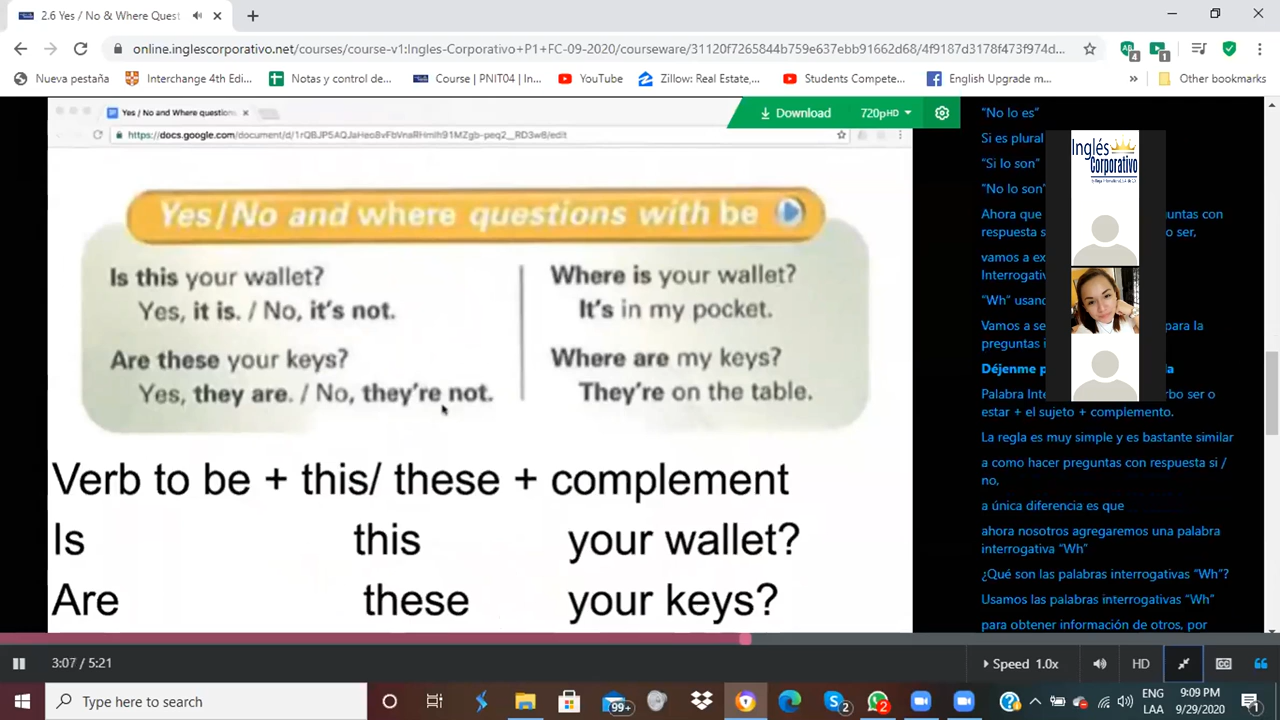 2.6 Yes / No & Where Quest
online.inglescorporativo.net/courses/course-v1:Ingles-Corporativo+P1+FC-09-2020/courseware/31120f7265844b759e637ebb91662d68/4f9187d3178f473f974d...
4
1
Nueva pestaña
Interchange 4th Edi...
Notas y control de...
Course | PNIT04 | In...
YouTube
Zillow: Real Estate,...
Students Compete...
English Upgrade m...
»
Other bookmarks
Yes / No and Where question
Download
720pHD
Yes/No and where questions with be
Is this your wallet?
Yes, it is. / No, it's not.
Are these your keys?
Yes, they are. / No, they're not.
Where is your wallet?
It's in my pocket.
Where are my keys?
They're on the table.
Verb to be + this/ these + complement
Is this your wallet?
Are these your keys?
"No lo es"
Si es plural
"Si lo son"
"No lo son"
Ahora que
untas con
respuesta s
o ser,
vamos a ex
Interrogativ
"Wh" usand
Vamos a se
para la
preguntas i
Déjenme p
a
Palabra Inte
rbo ser o
estar + el sujeto + complemento.
La regla es muy simple y es bastante similar
a como hacer preguntas con respuesta si /
no,
a única diferencia es que
ahora nosotros agregaremos una palabra
interrogativa "Wh"
¿Qué son las palabras interrogativas "Wh"?
Usamos las palabras interrogativas "Wh"
para obtener información de otros, por
Inglés
Corporativo
3:07 / 5:21
Speed 1.0x
HD
Type here to search
99+
2
2
ENG
LAA
9:09 PM
9/29/2020
1